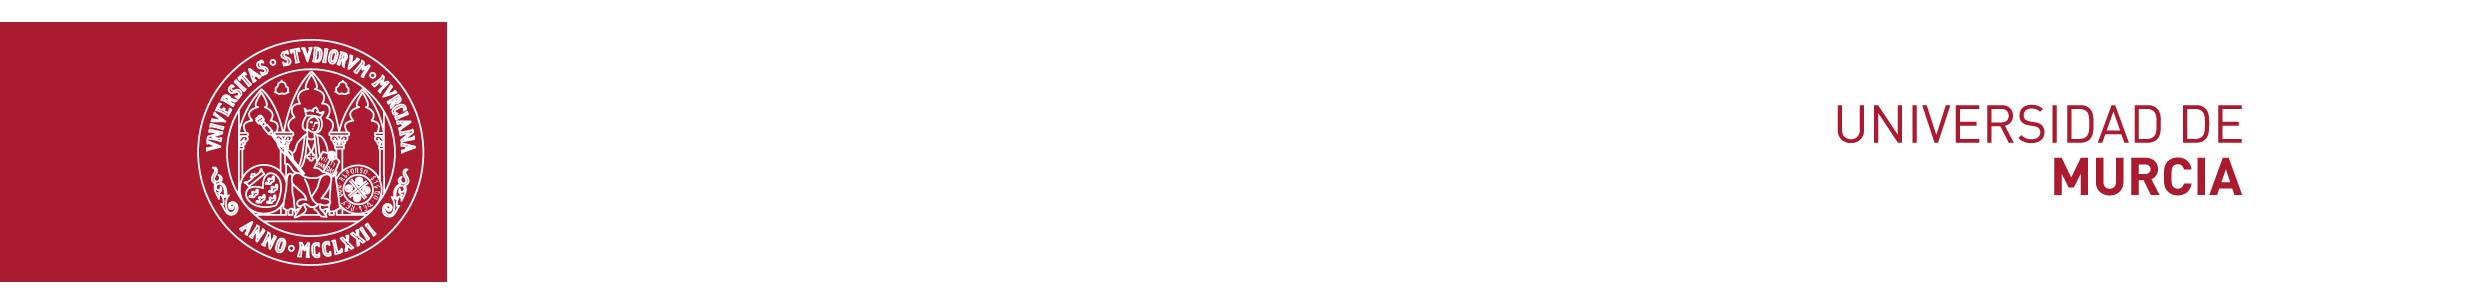 VNIVERSITAS · STVDIORVM · MVRCIANA
ANNO · MCCLXXII
UNIVERSIDAD DE
MURCIA